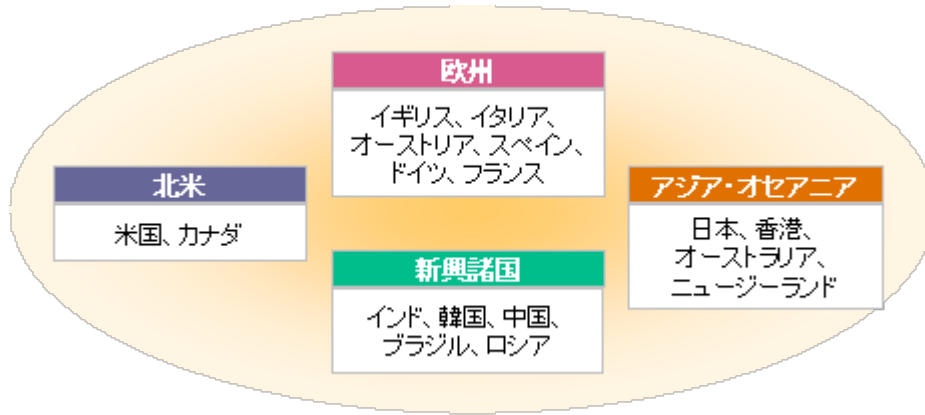 欧州
イギリス、イタリア、
オーストリア、スペイン、
ドイツ、フランス
北米
米国、カナダ
アジア・オセアニア
日本、香港、
オーストラリア、
ニュージーランド
新興諸国
インド、韓国、中国、
ブラジル、ロシア